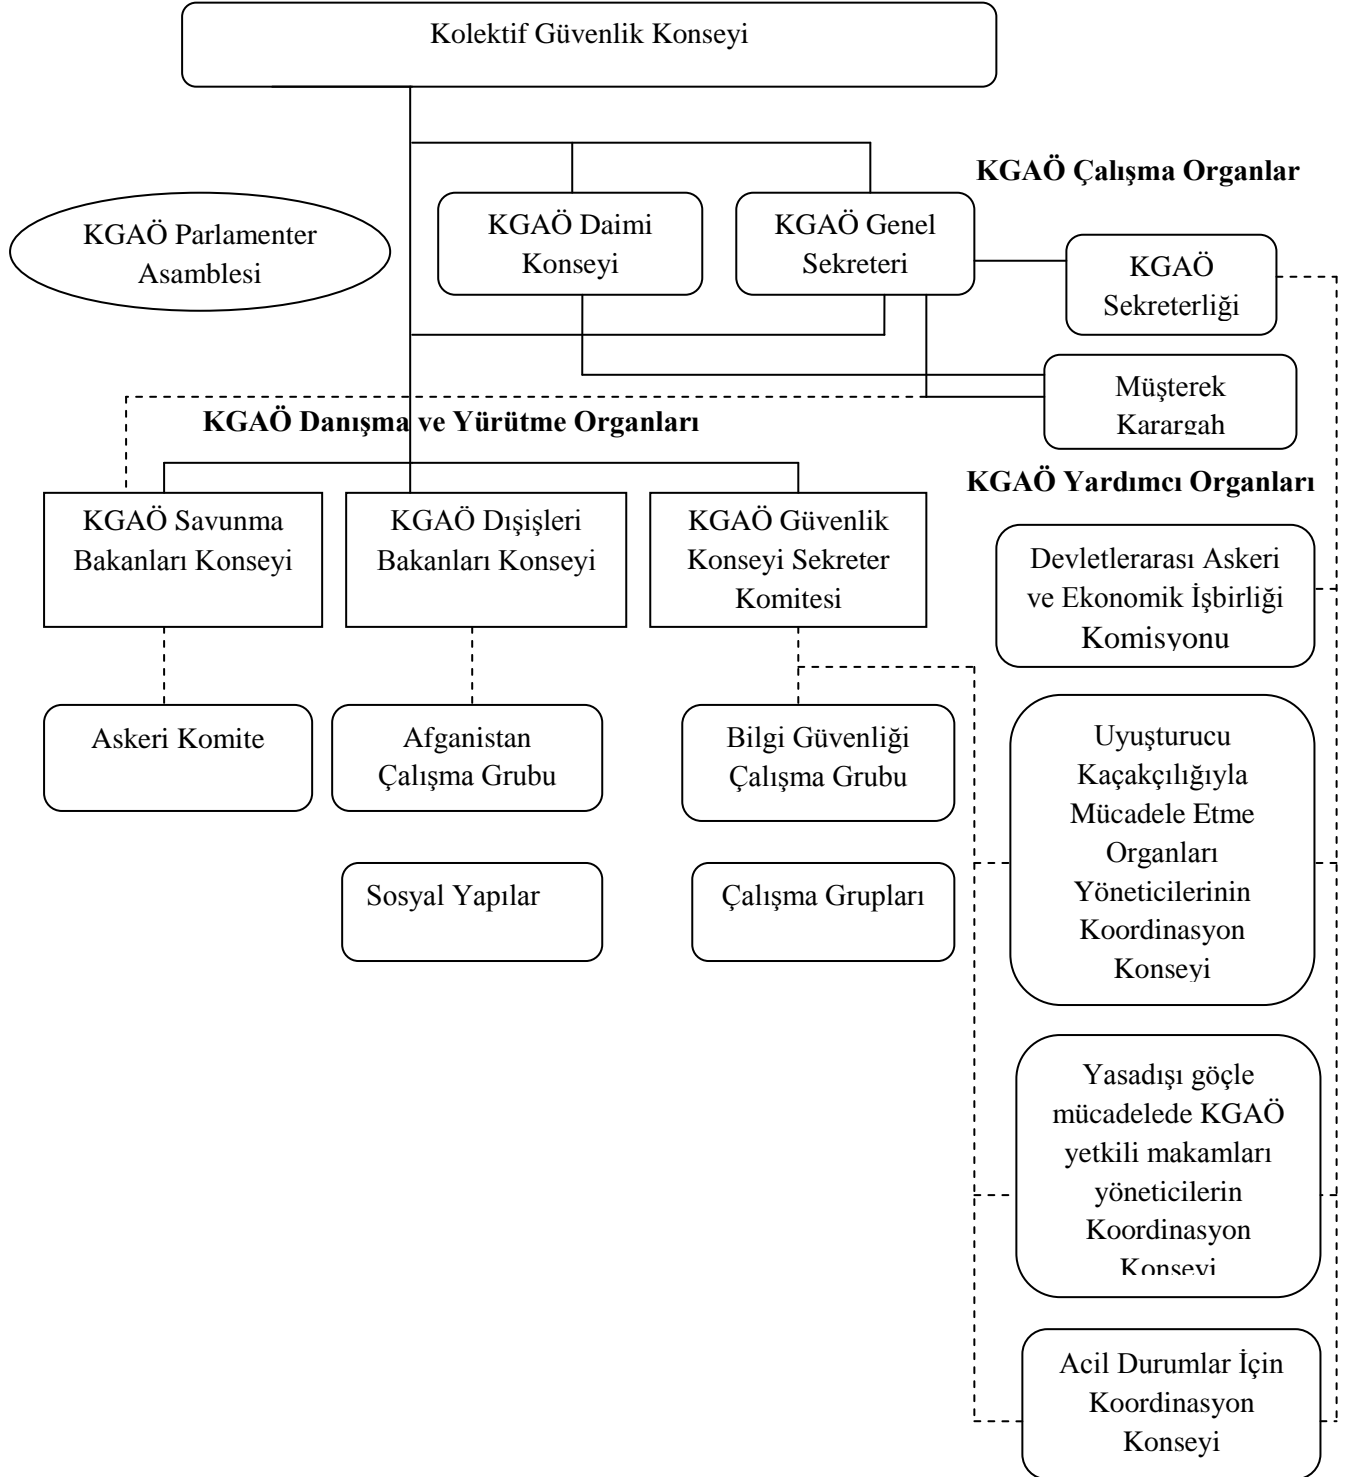 Kolektif Güvenlik Konseyi
KGAÖ Çalışma Organlar
KGAÖ Parlamenter
Asamblesi
KGAÖ Daimi
Konseyi
KGAÖ Genel
Sekreteri
KGAÖ
Sekreterliği
Müşterek
Karargah
KGAÖ Danışma ve Yürütme Organları
KGAÖ Yardımcı Organları
KGAÖ Savunma
Bakanları Konseyi
KGAÖ Dışişleri
Bakanları Konseyi
KGAÖ Güvenlik
Konseyi Sekreter
Komitesi
Devletlerarası Askeri
ve Ekonomik İşbirliği
Komisyonu
Askeri Komite
Afganistan
Çalışma Grubu
Bilgi Güvenliği
Çalışma Grubu
Uyuşturucu
Kaçakçılığıyla
Mücadele Etme
Organları
Yöneticilerinin
Koordinasyon
Konseyi
Sosyal Yapılar
Çalışma Grupları
Yasadışı göçle
mücadelede KGAÖ
yetkili makamları
yöneticilerin
Koordinasyon
Konseyi
Acil Durumlar İçin
Koordinasyon
Konseyi